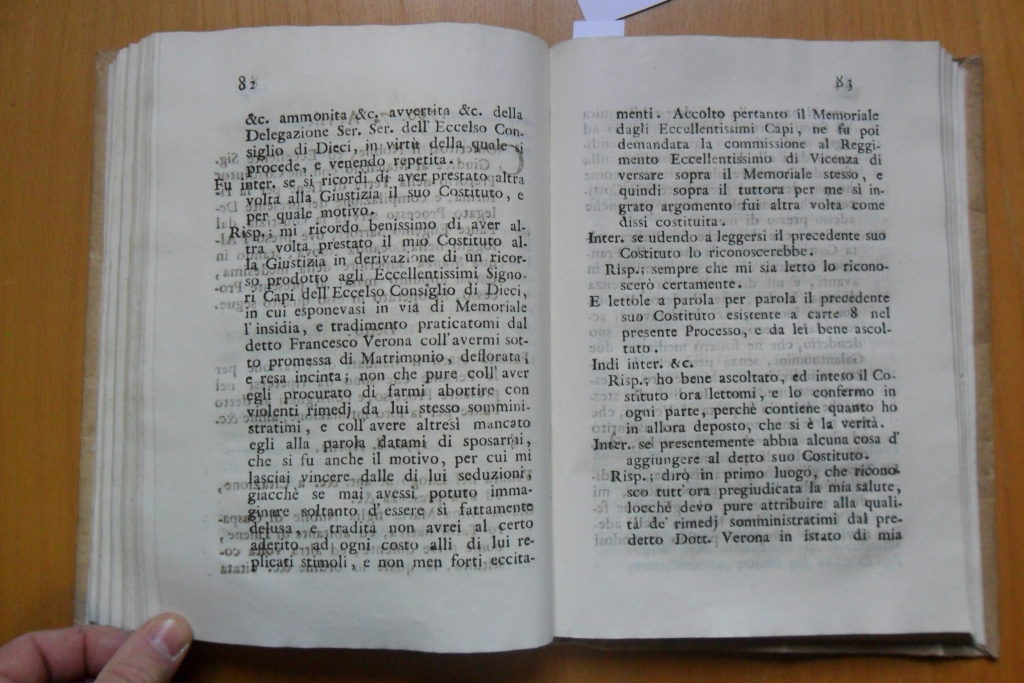 82
&c. ammonita &c. avvertita &c. della
Delegazione Ser. Ser. dell' Eccelso Con-
siglio di Dieci, in virtù della quale si
procede, e venendo repetita.
Fu inter. se si ricordi di aver prestato altra
volta alla Giustizia il suo Costituto, e
per quale motivo.
Risp.; mi ricordo benissimo di aver al-
tra volta prestato il mio Costituto al-
la Giustizia in derivazione di un ricor-
so prodotto agli Eccellentissimi Signo-
ri Capi dell' Eccelso Consiglio di Dieci,
in cui esponevasi in via di Memoriale
l'insidia, e tradimento praticatomi dal
detto Francesco Verona coll'avermi sot-
to promessa di Matrimonio, deflorata,
e resa incinta; non che pure coll'aver
egli procurato di farmi abortire con
violenti rimedj da lui stesso sommini-
stratimi, e coll'avere altresì mancato
egli alla parola datami di sposarmi,
che si fu anche il motivo, per cui mi
lasciai vincere dalle di lui seduzioni,
giacchè se mai avessi potuto imma-
ginare soltanto d'essere sì fattamente
delusa, e tradita non avrei al certo
aderito ad ogni costo alli di lui re-
plicati stimoli, e non men forti eccita-
83
menti. Accolto pertanto il Memoriale
dagli Eccellentissimi Capi, ne fu poi
demandata la commissione al Reggi-
mento Eccellentissimo di Vicenza di
versare sopra il Memoriale stesso, e
quindi sopra il tuttora per me sì in-
grato argomento fui altra volta come
dissi costituita.
Inter. se udendo a leggersi il precedente suo
Costituto lo riconoscerebbe.
Risp.; sempre che mi sia letto lo ricono-
scerò certamente.
E lettole a parola per parola il precedente
suo Costituto esistente a carte 8 nel
presente Processo, e da lei bene ascol-
tato.
Indi inter. &c.
Risp.; ho bene ascoltato, ed inteso il Co-
stituto ora lettomi, e lo confermo in
ogni parte, perchè contiene quanto ho
in allora deposto, che si è la verità.
Inter. se presentemente abbia alcuna cosa d'
aggiungere al detto suo Costituto.
Risp.; dirò in primo luogo, che ricono-
sco tutt'ora pregiudicata la mia salute,
locchè devo pure attribuire alla quali-
tà de' rimedj somministratimi dal pre-
detto Dott. Verona in istato di mia